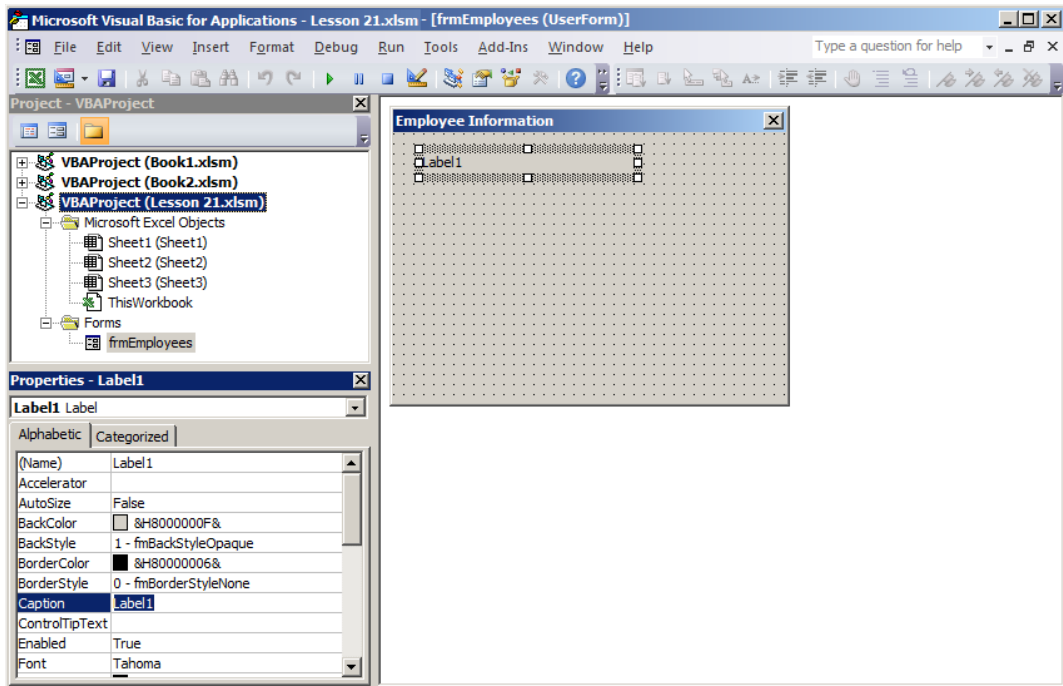 Microsoft Visual Basic for Applications - Lesson 21.xlsm - [frmEmployees (UserForm)]
File Edit View Insert Format Debug Run Tools Add-Ins Window Help Type a question for help
Project - VBAProject
VBAProject (Book1.xlsm)
VBAProject (Book2.xlsm)
VBAProject (Lesson 21.xlsm)
Microsoft Excel Objects
Sheet1 (Sheet1)
Sheet2 (Sheet2)
Sheet3 (Sheet3)
ThisWorkbook
Forms
frmEmployees
Properties - Label1
Label1 Label
Alphabetic Categorized
(Name) Label1
Accelerator
AutoSize False
BackColor &H8000000F&
BackStyle 1 - fmBackStyleOpaque
BorderColor &H80000006&
BorderStyle 0 - fmBorderStyleNone
Caption Label1
ControlTipText
Enabled True
Font Tahoma
Employee Information
Label1